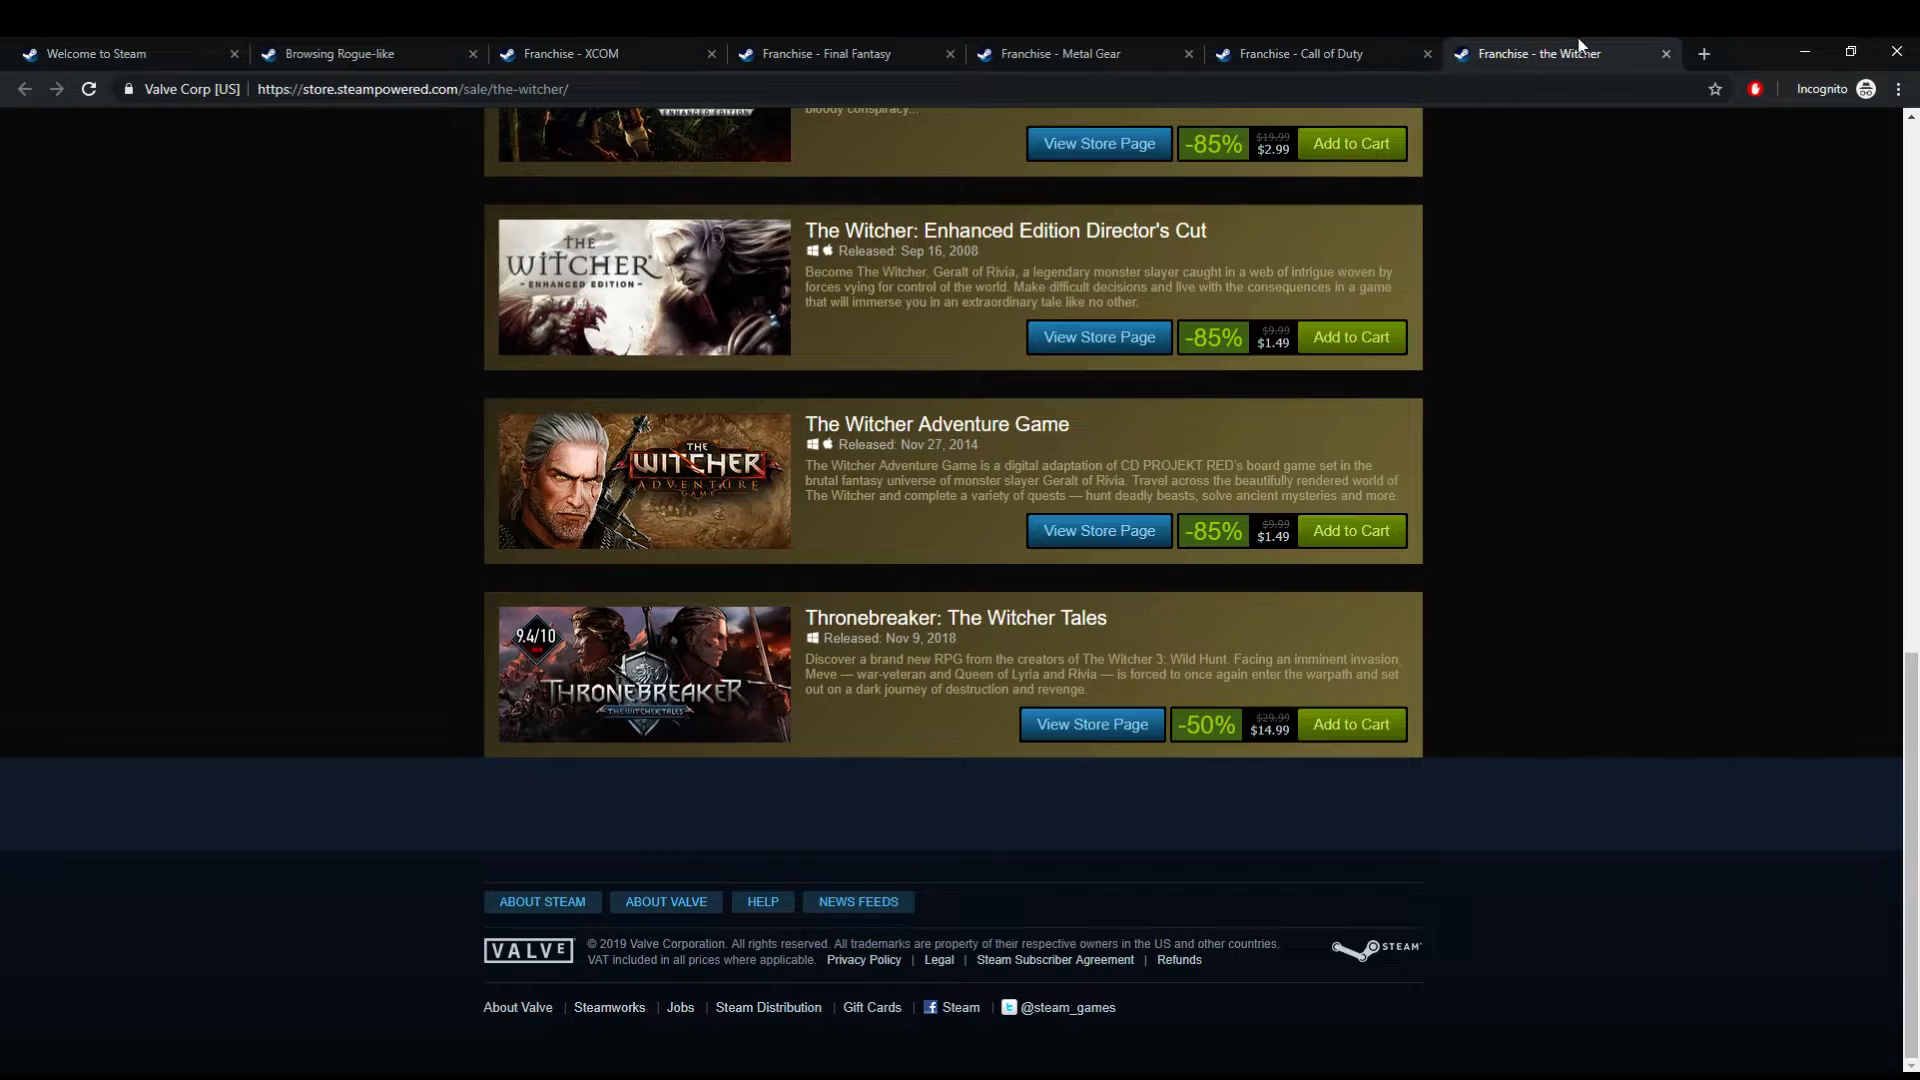 Welcome to Steam
Browsing Rogue-like
Franchise - XCOM
Franchise - Final Fantasy
Franchise - Metal Gear
Franchise - Call of Duty
Franchise - the Witcher
Valve Corp [US]
https://store.steampowered.com/sale/the-witcher/
Incognito
ENHANCED EDITION
bloody conspiracy...
View Store Page
-85%
$19.99
$2.99
Add to Cart
THE
WITCHER
- ENHANCED EDITION -
The Witcher: Enhanced Edition Director's Cut
Released: Sep 16, 2008
Become The Witcher, Geralt of Rivia, a legendary monster slayer caught in a web of intrigue woven by
forces vying for control of the world. Make difficult decisions and live with the consequences in a game
that will immerse you in an extraordinary tale like no other.
View Store Page
-85%
$9.99
$1.49
Add to Cart
THE
WITCHER
ADVENTURE
GAME
The Witcher Adventure Game
Released: Nov 27, 2014
The Witcher Adventure Game is a digital adaptation of CD PROJEKT RED's board game set in the
brutal fantasy universe of monster slayer Geralt of Rivia. Travel across the beautifully rendered world of
The Witcher and complete a variety of quests — hunt deadly beasts, solve ancient mysteries and more.
View Store Page
-85%
$9.99
$1.49
Add to Cart
9.4/10
THRONEBREAKER
THE WITCHER TALES
Thronebreaker: The Witcher Tales
Released: Nov 9, 2018
Discover a brand new RPG from the creators of The Witcher 3: Wild Hunt. Facing an imminent invasion,
Meve — war-veteran and Queen of Lyria and Rivia — is forced to once again enter the warpath and set
out on a dark journey of destruction and revenge.
View Store Page
-50%
$29.99
$14.99
Add to Cart
ABOUT STEAM
ABOUT VALVE
HELP
NEWS FEEDS
VALVE
© 2019 Valve Corporation. All rights reserved. All trademarks are property of their respective owners in the US and other countries.
VAT included in all prices where applicable. Privacy Policy | Legal | Steam Subscriber Agreement | Refunds
STEAM
About Valve | Steamworks | Jobs | Steam Distribution | Gift Cards | Steam | @steam_games